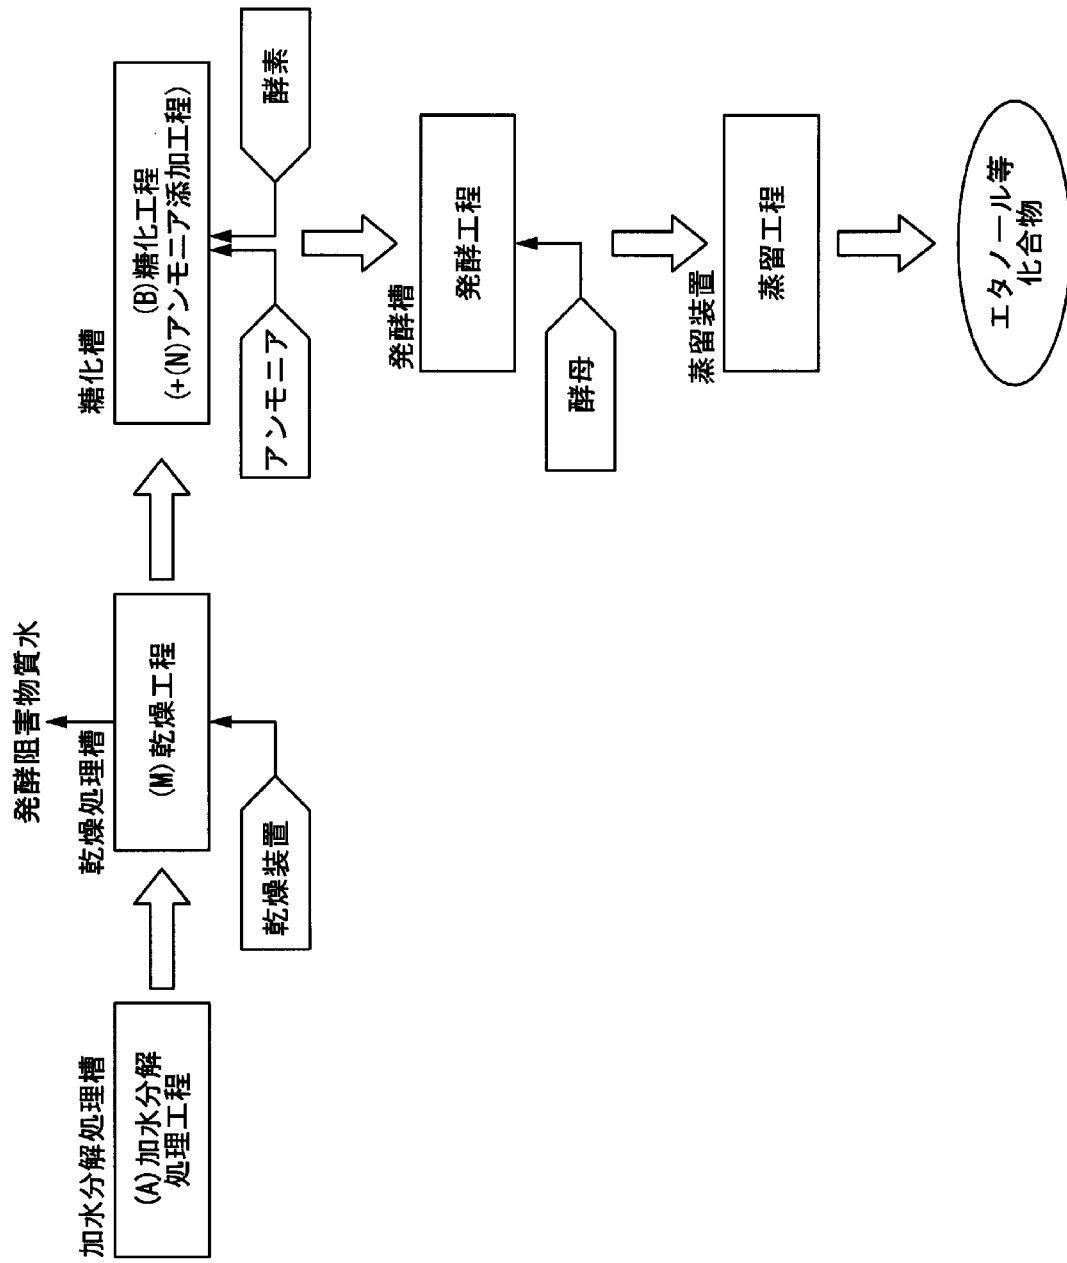 加水分解処理槽
(A)加水分解
処理工程
発酵阻害物質水
乾燥処理槽
(M)乾燥工程
乾燥装置
糖化槽
(B)糖化工程
(+(N)アンモニア添加工程)
アンモニア
酵素
発酵槽
発酵工程
酵母
蒸留装置
蒸留工程
エタノール等
化合物